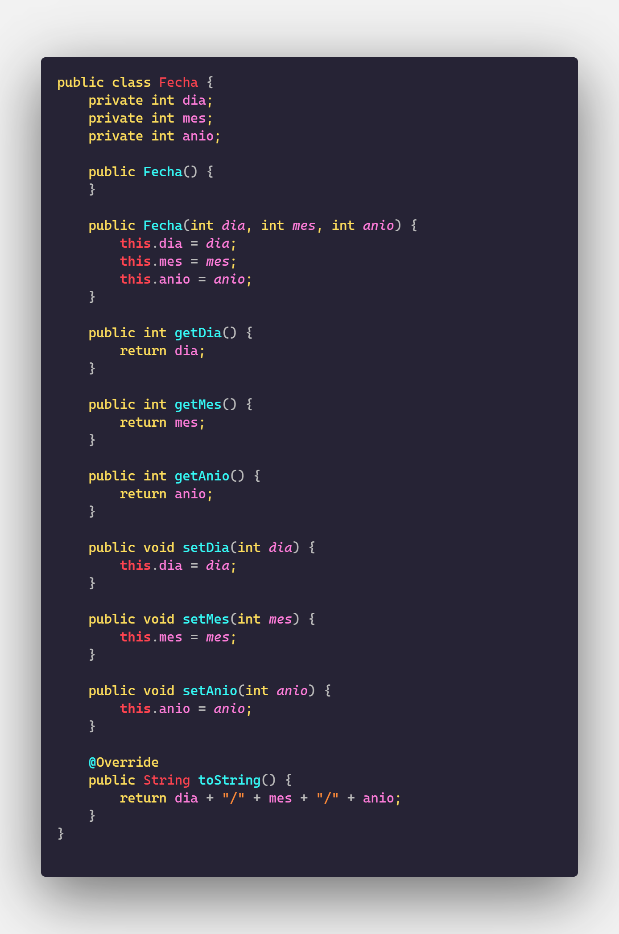 public class Fecha {
    private int dia;
    private int mes;
    private int anio;

    public Fecha() {
    }

    public Fecha(int dia, int mes, int anio) {
        this.dia = dia;
        this.mes = mes;
        this.anio = anio;
    }

    public int getDia() {
        return dia;
    }

    public int getMes() {
        return mes;
    }

    public int getAnio() {
        return anio;
    }

    public void setDia(int dia) {
        this.dia = dia;
    }

    public void setMes(int mes) {
        this.mes = mes;
    }

    public void setAnio(int anio) {
        this.anio = anio;
    }

    @Override
    public String toString() {
        return dia + "/" + mes + "/" + anio;
    }
}